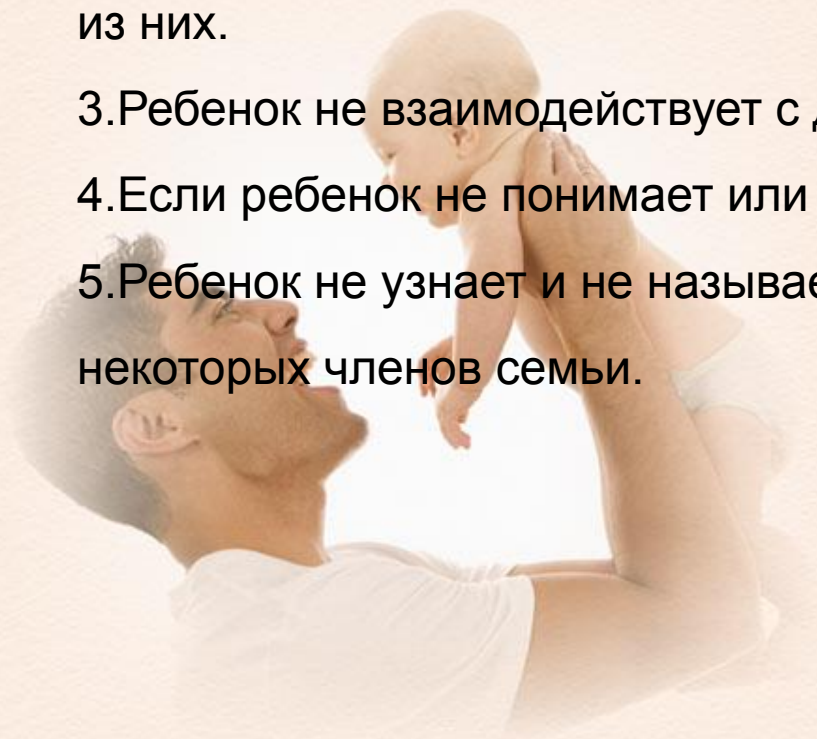 из них.
3.Ребенок не взаимодействует с
4.Если ребенок не понимает или
5.Ребенок не узнает и не называе
некоторых членов семьи.